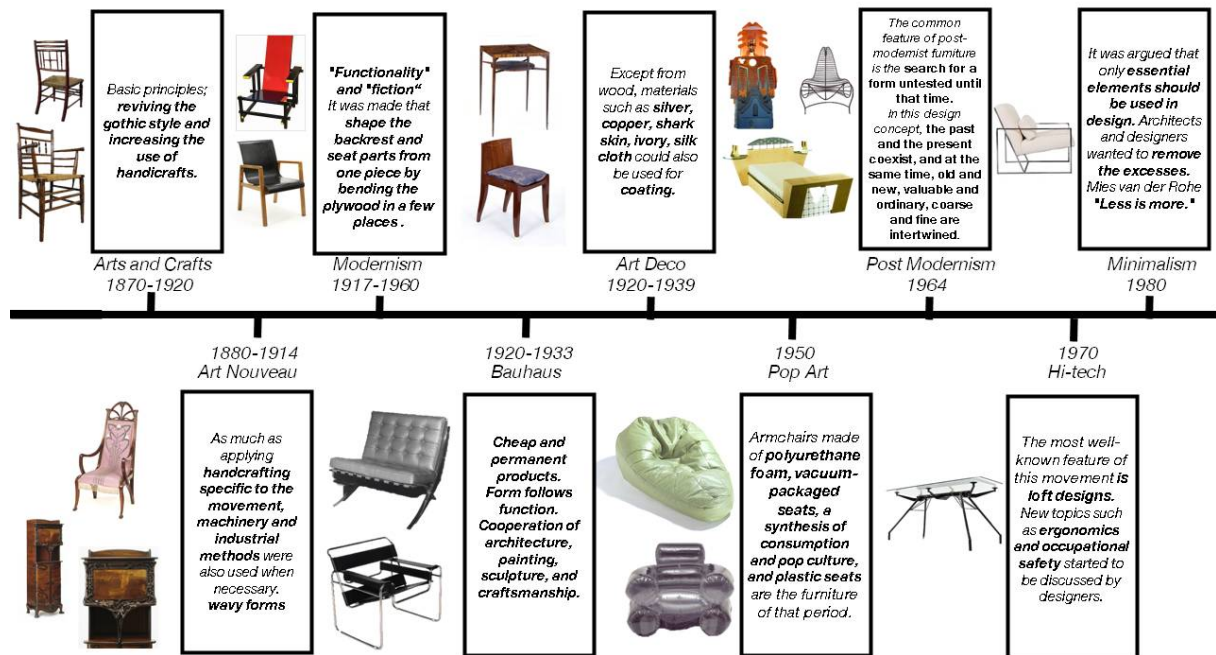 Basic principles;
reviving the
gothic style and
increasing the
use of
handicrafts.
"Functionality"
and "fiction“
It was made that
shape the
backrest and
seat parts from
one piece by
bending the
plywood in a few
places .
Except from
wood, materials
such as silver,
copper, shark
skin, ivory, silk
cloth could also
be used for
coating.
The common
feature of post-
modernist furniture
is the search for a
form untested until
that time.
In this design
concept, the past
and the present
coexist, and at the
same time, old and
new, valuable and
ordinary, coarse
and fine are
intertwined.
It was argued that
only essential
elements should
be used in
design. Architects
and designers
wanted to remove
the excesses.
Mies van der Rohe
"Less is more."
Arts and Crafts
1870-1920
Modernism
1917-1960
Art Deco
1920-1939
Post Modernism
1964
Minimalism
1980
1880-1914
Art Nouveau
1920-1933
Bauhaus
1950
Pop Art
1970
Hi-tech
As much as
applying
handcrafting
specific to the
movement,
machinery and
industrial
methods were
also used when
necessary.
wavy forms
Cheap and
permanent
products.
Form follows
function.
Cooperation of
architecture,
painting,
sculpture, and
craftsmanship.
Armchairs made
of polyurethane
foam, vacuum-
packaged
seats, a
synthesis of
consumption
and pop culture,
and plastic seats
are the furniture
of that period.
The most well-
known feature of
this movement is
loft designs.
New topics such
as ergonomics
and occupational
safety started to
be discussed by
designers.